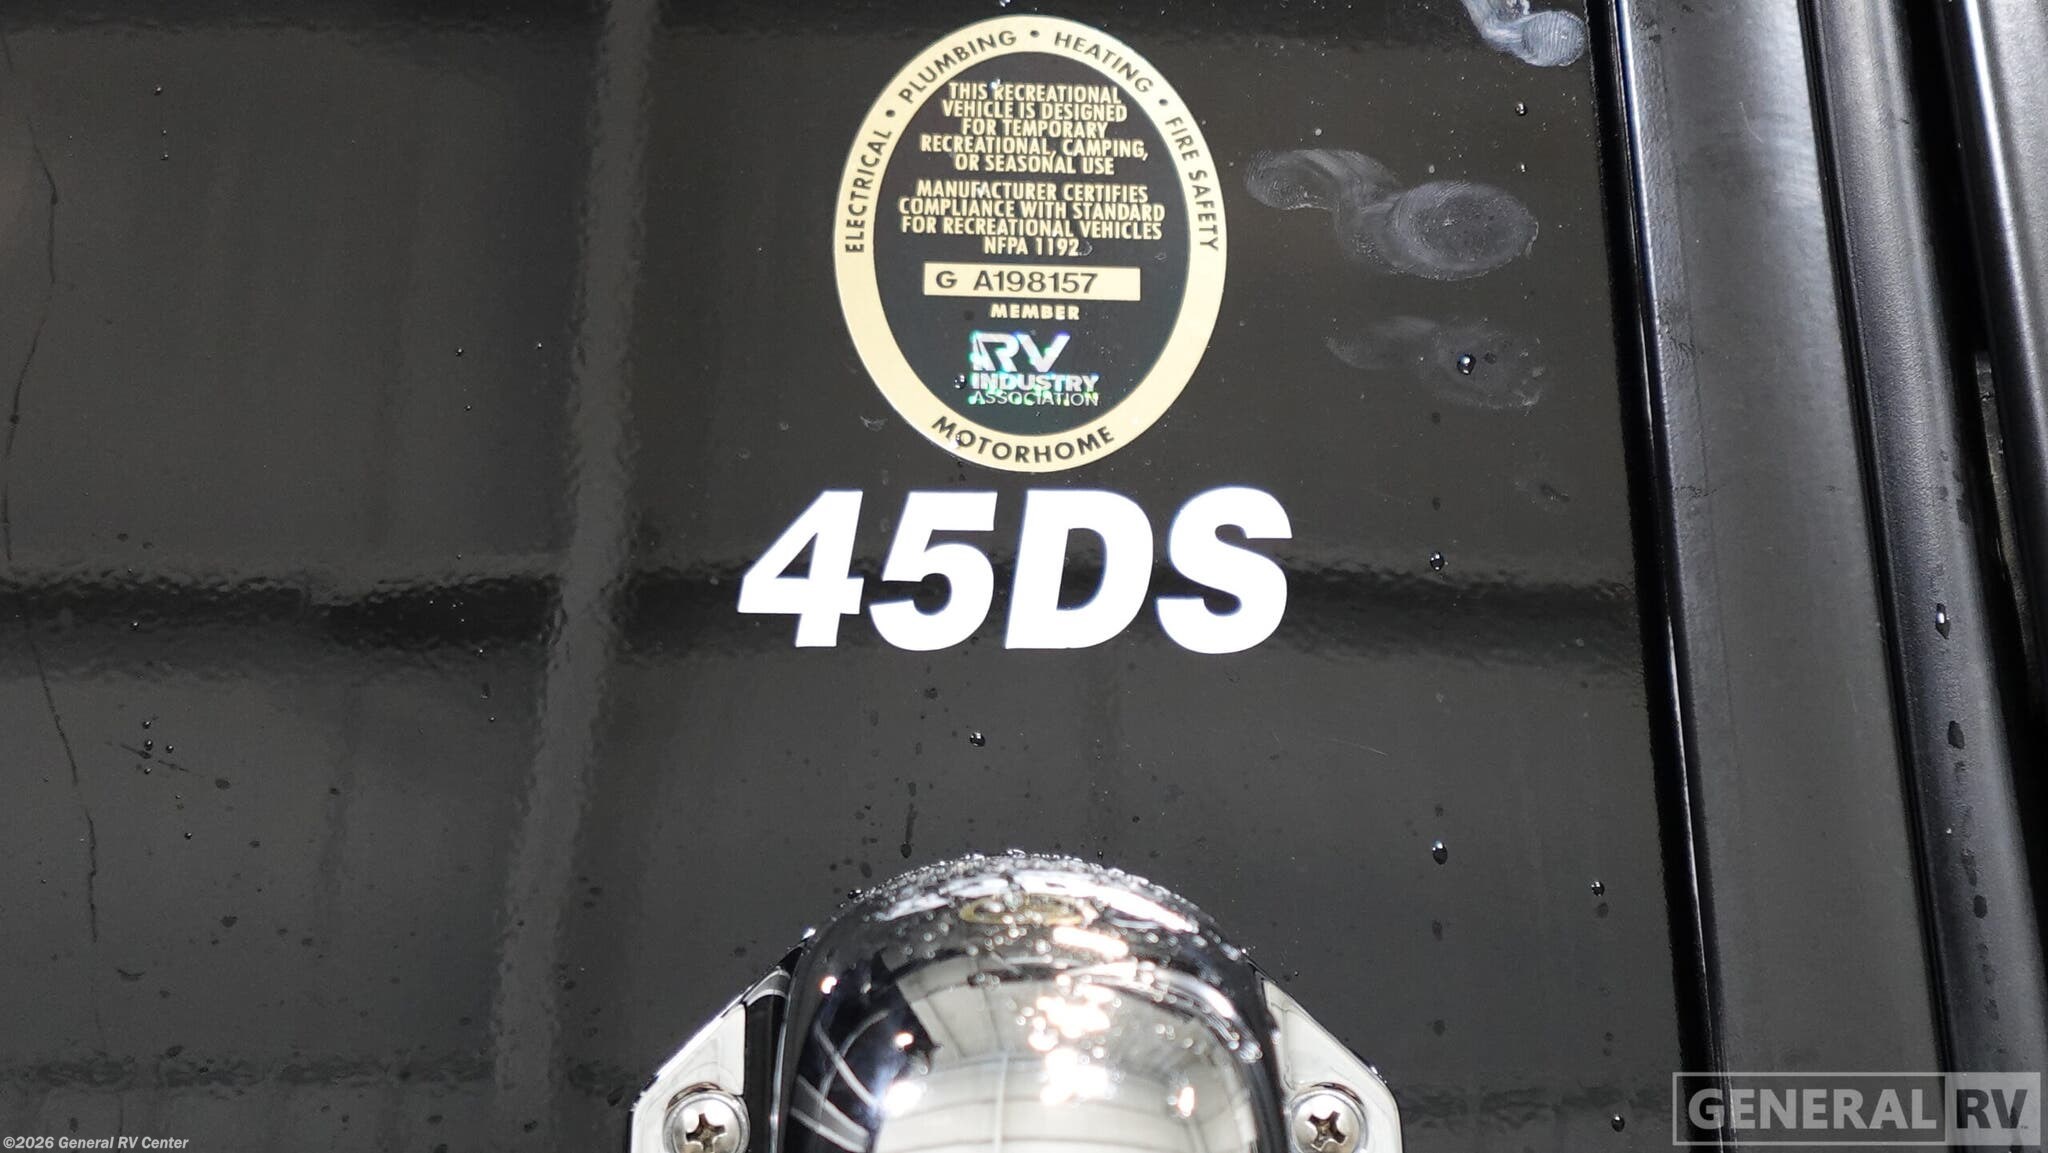 ELECTRICAL • PLUMBING • HEATING • FIRE SAFETY
THIS RECREATIONAL
VEHICLE IS DESIGNED
FOR TEMPORARY
RECREATIONAL, CAMPING,
OR SEASONAL USE
MANUFACTURER CERTIFIES
COMPLIANCE WITH STANDARD
FOR RECREATIONAL VEHICLES
NFPA 1192
G A198157
MEMBER
RV
INDUSTRY
ASSOCIATION
MOTORHOME
45DS
GENERAL RV
©2026 General RV Center